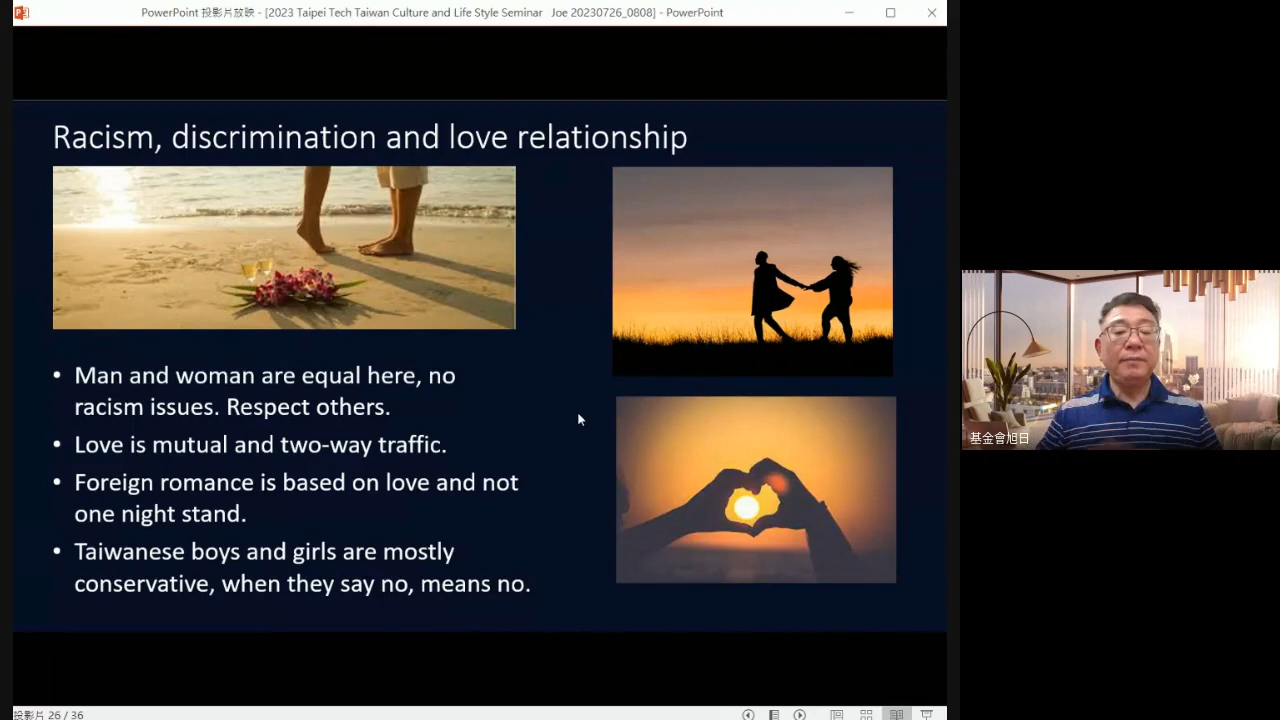 PowerPoint 投影片放映 - [2023 Taipei Tech Taiwan Culture and Life Style Seminar Joe 20230726_0808] - PowerPoint
Racism, discrimination and love relationship
• Man and woman are equal here, no
racism issues. Respect others.
• Love is mutual and two-way traffic.
• Foreign romance is based on love and not
one night stand.
• Taiwanese boys and girls are mostly
conservative, when they say no, means no.
基金會旭日
投影片 26 / 36